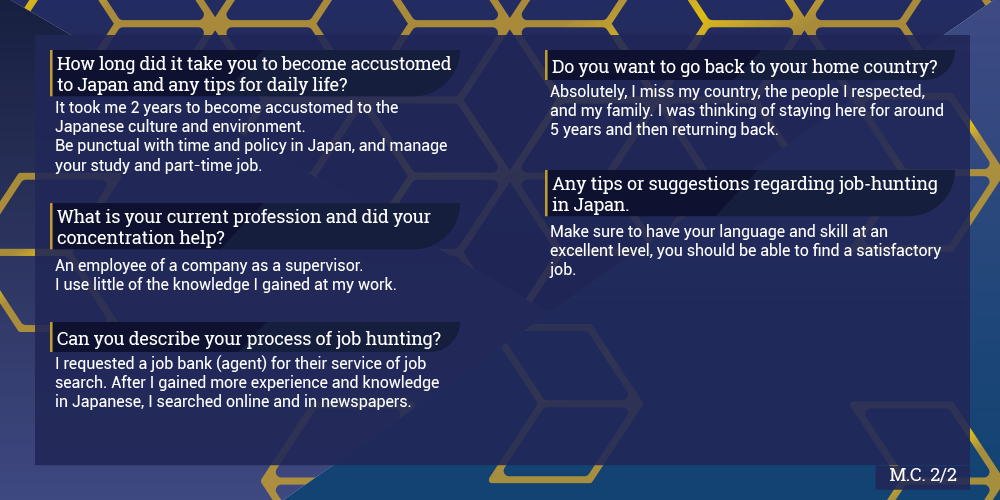 How long did it take you to become accustomed
to Japan and any tips for daily life?
It took me 2 years to become accustomed to the
Japanese culture and environment.
Be punctual with time and policy in Japan, and manage
your study and part-time job.
What is your current profession and did your
concentration help?
An employee of a company as a supervisor.
I use little of the knowledge I gained at my work.
Can you describe your process of job hunting?
I requested a job bank (agent) for their service of job
search. After I gained more experience and knowledge
in Japanese, I searched online and in newspapers.
Do you want to go back to your home country?
Absolutely, I miss my country, the people I respected,
and my family. I was thinking of staying here for around
5 years and then returning back.
Any tips or suggestions regarding job-hunting
in Japan.
Make sure to have your language and skill at an
excellent level, you should be able to find a satisfactory
job.
M.C. 2/2